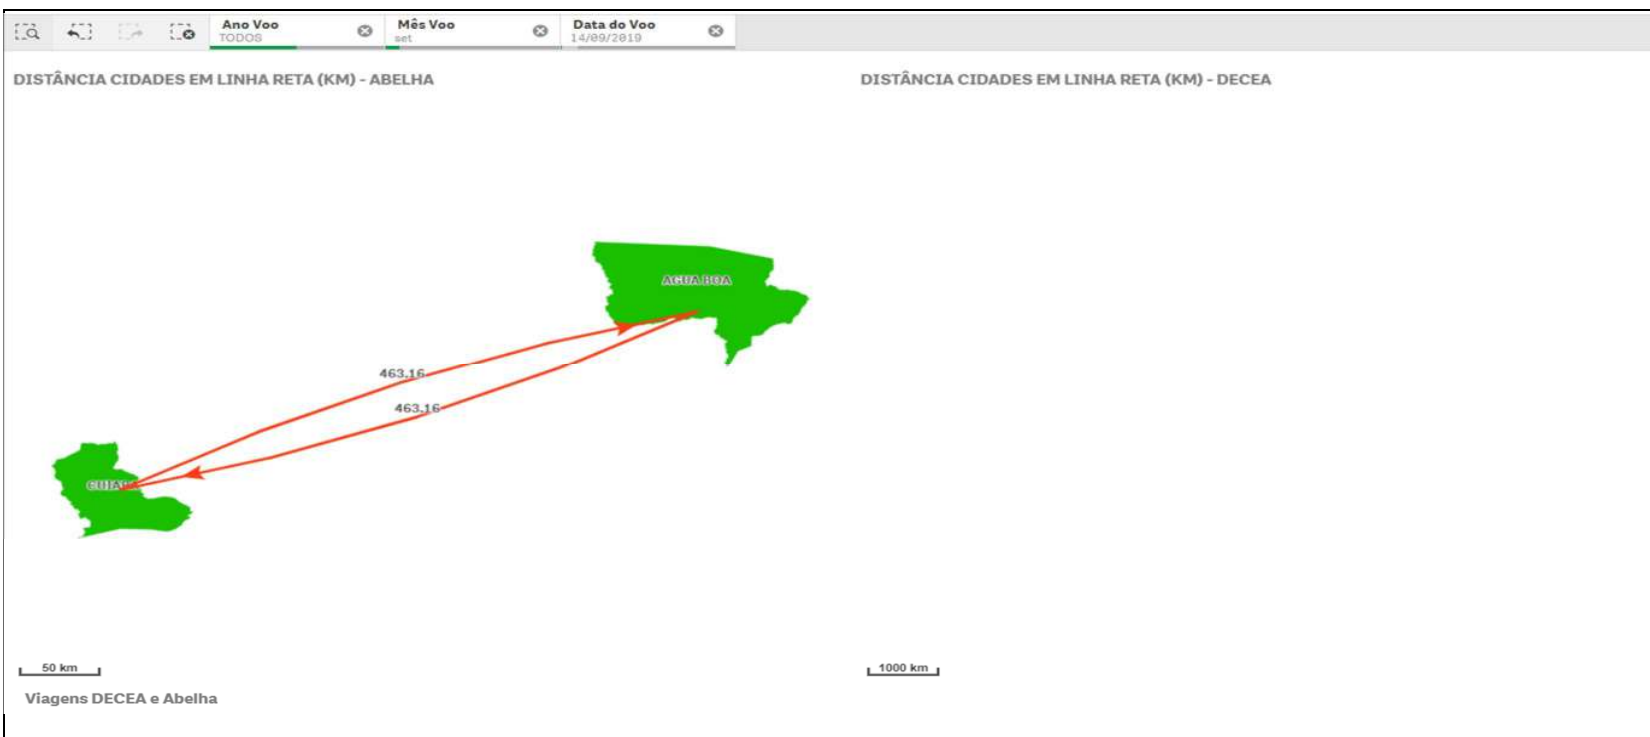 Ano Voo
TODOS
Mês Voo
set
Data do Voo
14/09/2019
DISTÂNCIA CIDADES EM LINHA RETA (KM) - ABELHA
DISTÂNCIA CIDADES EM LINHA RETA (KM) - DECEA
AGUA BOA
463.16
463.16
CUIABA
50 km
1000 km
Viagens DECEA e Abelha